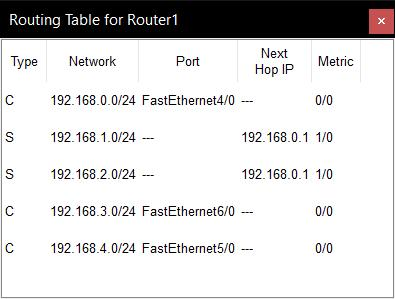 Routing Table for Router1
Type Network Port Next Hop IP Metric
C 192.168.0.0/24 FastEthernet4/0 --- 0/0
S 192.168.1.0/24 --- 192.168.0.1 1/0
S 192.168.2.0/24 --- 192.168.0.1 1/0
C 192.168.3.0/24 FastEthernet6/0 --- 0/0
C 192.168.4.0/24 FastEthernet5/0 --- 0/0